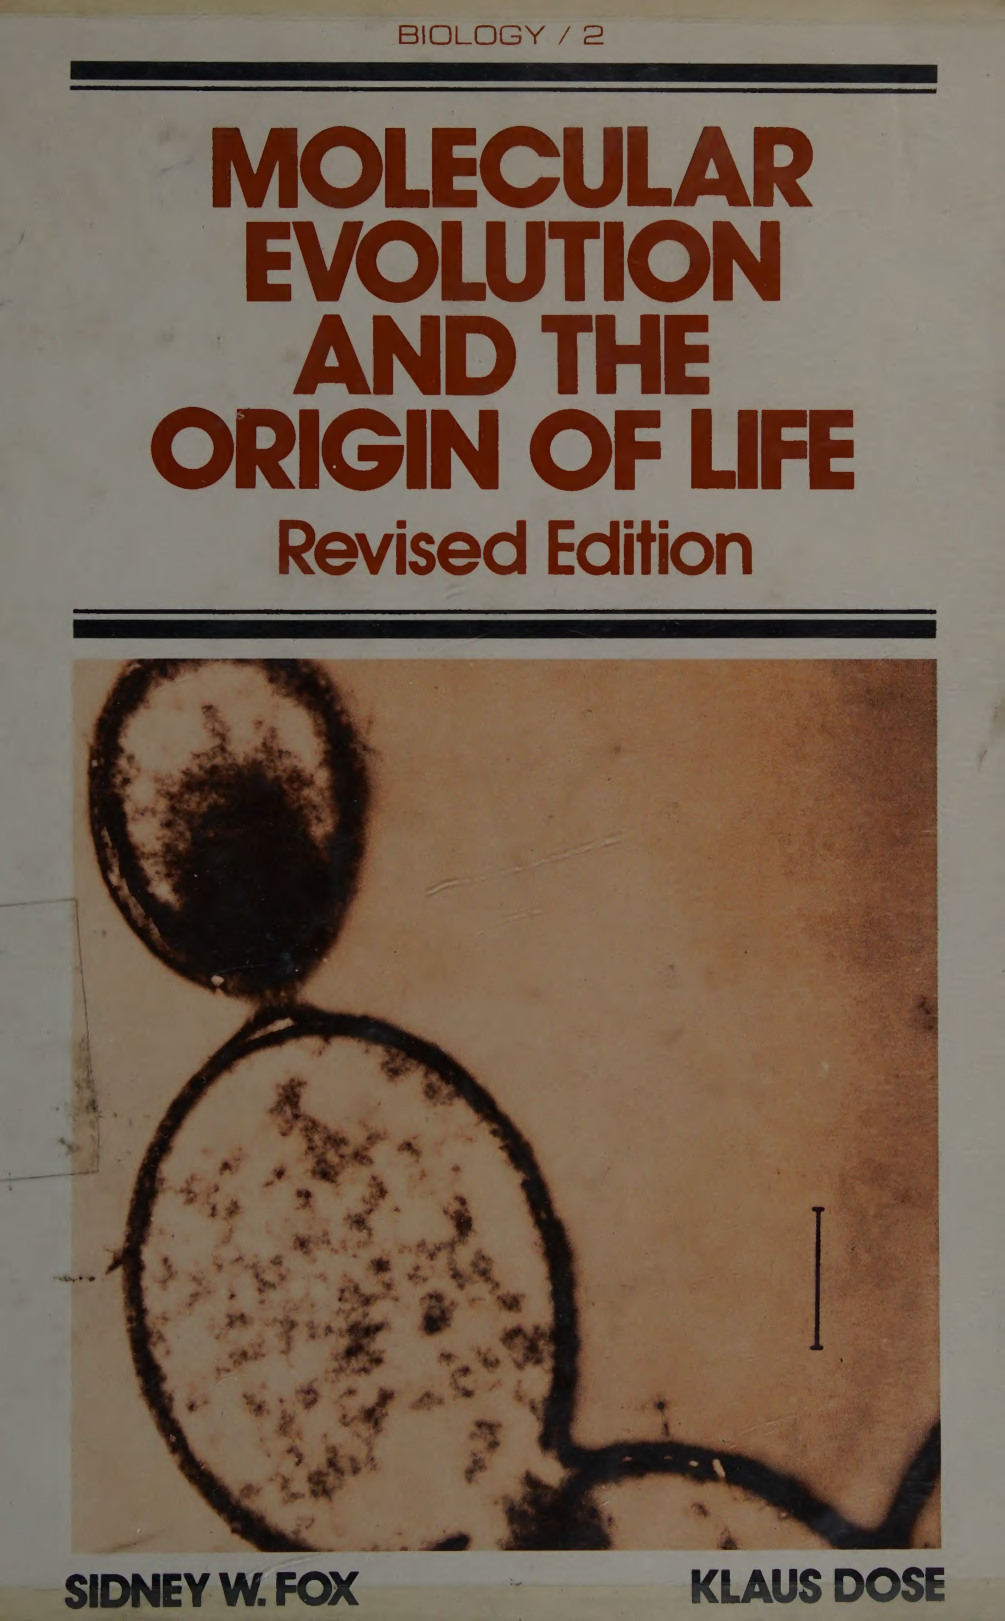 BIOLOGY / 2
MOLECULAR
EVOLUTION
AND THE
ORIGIN OF LIFE
Revised Edition
SIDNEY W. FOX
KLAUS DOSE